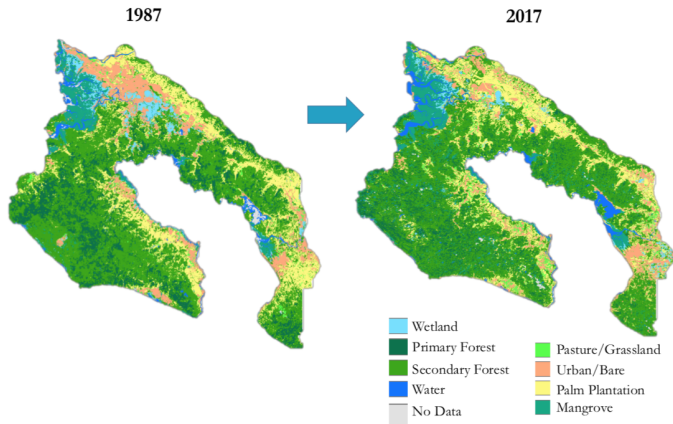 1987
2017
Wetland
Primary Forest
Secondary Forest
Water
No Data
Pasture/Grassland
Urban/Bare
Palm Plantation
Mangrove